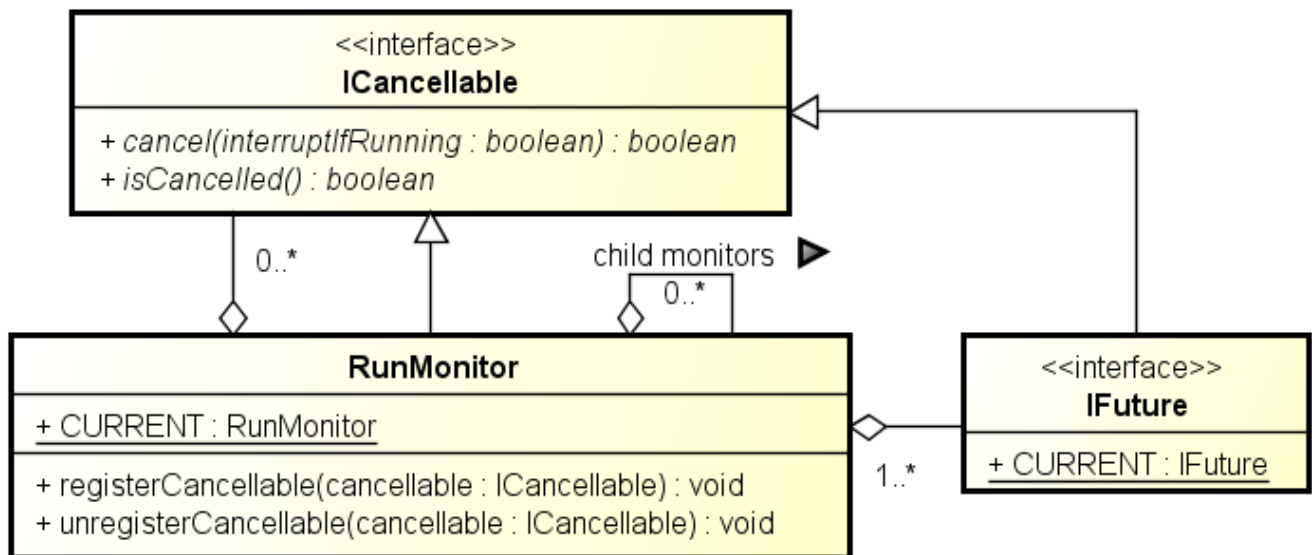 <<interface>>
ICancellable
+ cancel(interruptIfRunning : boolean) : boolean
+ isCancelled() : boolean
0..*
child monitors
0..*
RunMonitor
+ CURRENT : RunMonitor
+ registerCancellable(cancellable : ICancellable) : void
+ unregisterCancellable(cancellable : ICancellable) : void
1..*
<<interface>>
IFuture
+ CURRENT : IFuture